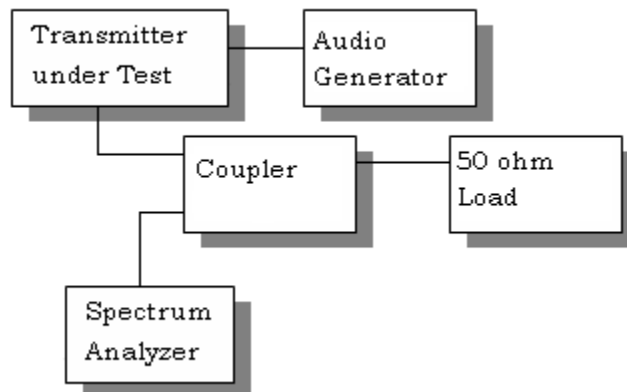 Transmitter
under Test
Audio
Generator
Coupler
50 ohm
Load
Spectrum
Analyzer